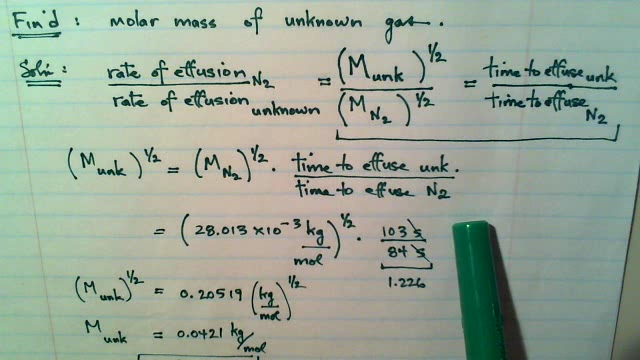 Find : molar mass of unknown gas.
Soln : rate of effusion N2 / rate of effusion unknown = (M unk)^1/2 / (M N2)^1/2 = time to effuse unk / time to effuse N2
(M unk)^1/2 = (M N2)^1/2 · time to effuse unk. / time to effuse N2
= (28.013 × 10^-3 kg/mol)^1/2 · 103 s / 84 s
1.226
(M unk)^1/2 = 0.20519 (kg/mol)^1/2
M unk = 0.0421 kg/mol